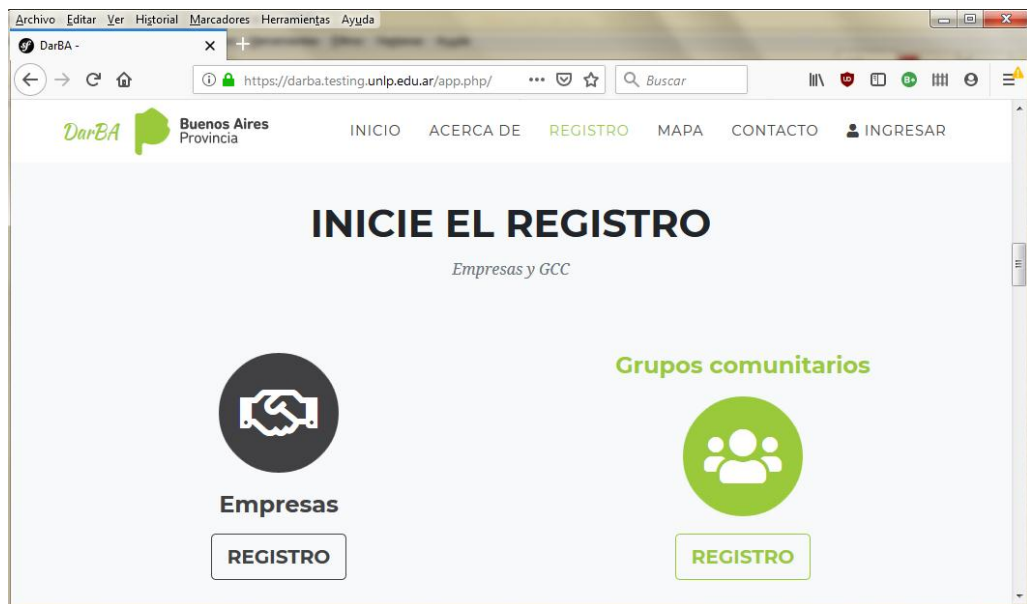 Archivo Editar Ver Historial Marcadores Herramientas Ayuda
DarBA -
https://darba.testing.unlp.edu.ar/app.php/
Buscar
DarBA
Buenos Aires
Provincia
INICIO ACERCA DE REGISTRO MAPA CONTACTO INGRESAR
INICIE EL REGISTRO
Empresas y GCC
Empresas
REGISTRO
Grupos comunitarios
REGISTRO